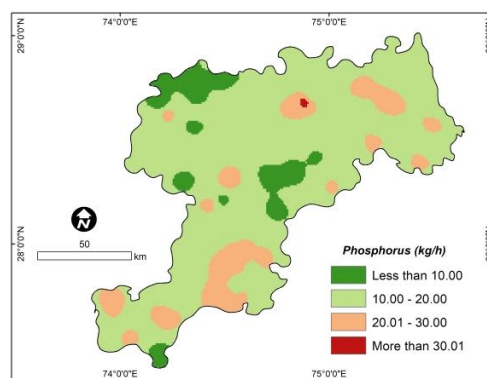 74°0'0"E
75°0'0"E
29°0'0"N
28°0'0"N
N
50
km
Phosphorus (kg/h)
Less than 10.00
10.00 - 20.00
20.01 - 30.00
More than 30.01
74°0'0"E
75°0'0"E